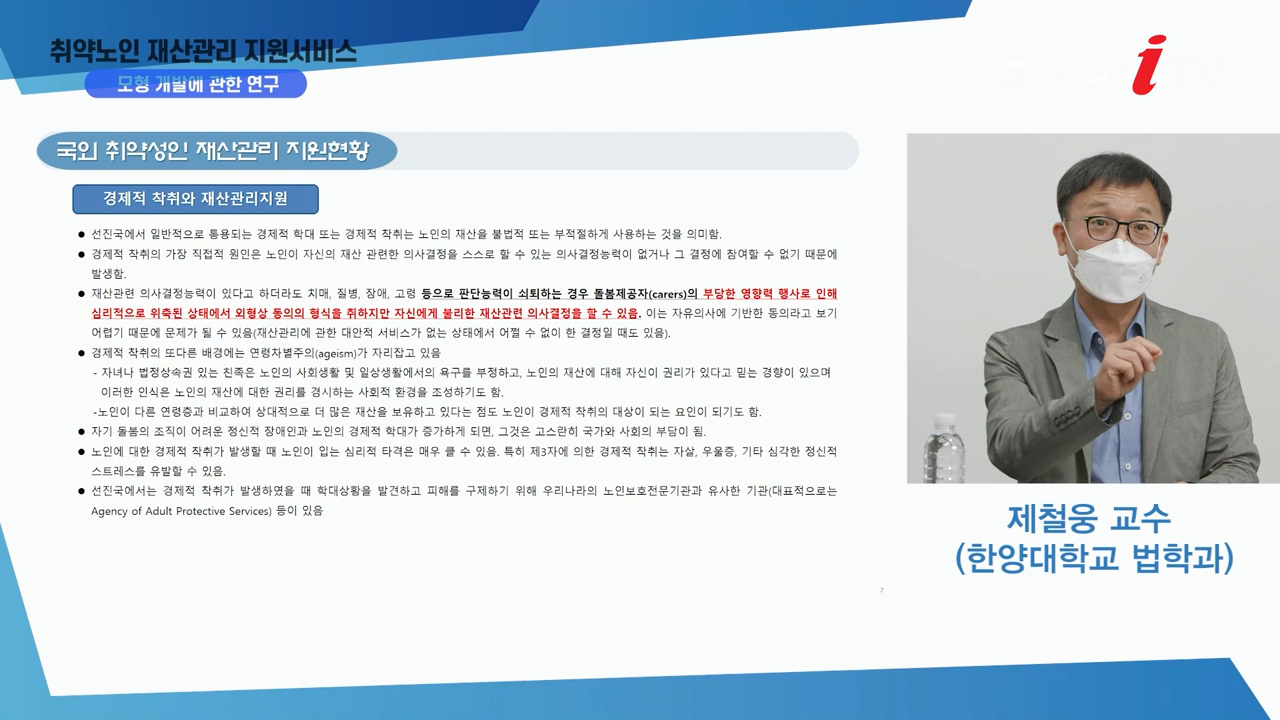 취약노인 재산관리 지원서비스
모형 개발에 관한 연구
i
국외 취약성인 재산관리 지원현황
경제적 착취와 재산관리지원
● 선진국에서 일반적으로 통용되는 경제적 학대 또는 경제적 착취는 노인의 재산을 불법적 또는 부적절하게 사용하는 것을 의미함.
● 경제적 착취의 가장 직접적 원인은 노인이 자신의 재산 관련한 의사결정을 스스로 할 수 있는 의사결정능력이 없거나 그 결정에 참여할 수 없기 때문에
발생함.
● 재산관련 의사결정능력이 있다고 하더라도 치매, 질병, 장애, 고령 등으로 판단능력이 쇠퇴하는 경우 돌봄제공자(carers)의 부당한 영향력 행사로 인해
심리적으로 위축된 상태에서 외형상 동의의 형식을 취하지만 자신에게 불리한 재산관련 의사결정을 할 수 있음. 이는 자유의사에 기반한 동의라고 보기
어렵기 때문에 문제가 될 수 있음(재산관리에 관한 대안적 서비스가 없는 상태에서 어쩔 수 없이 한 결정일 때도 있음).
● 경제적 착취의 또다른 배경에는 연령차별주의(ageism)가 자리잡고 있음
- 자녀나 법정상속권 있는 친족은 노인의 사회생활 및 일상생활에서의 욕구를 부정하고, 노인의 재산에 대해 자신이 권리가 있다고 믿는 경향이 있으며
이러한 인식은 노인의 재산에 대한 권리를 경시하는 사회적 환경을 조성하기도 함.
-노인이 다른 연령층과 비교하여 상대적으로 더 많은 재산을 보유하고 있다는 점도 노인이 경제적 착취의 대상이 되는 요인이 되기도 함.
● 자기 돌봄의 조직이 어려운 정신적 장애인과 노인의 경제적 학대가 증가하게 되면, 그것은 고스란히 국가와 사회의 부담이 됨.
● 노인에 대한 경제적 착취가 발생할 때 노인이 입는 심리적 타격은 매우 클 수 있음. 특히 제3자에 의한 경제적 착취는 자살, 우울증, 기타 심각한 정신적
스트레스를 유발할 수 있음.
● 선진국에서는 경제적 착취가 발생하였을 때 학대상황을 발견하고 피해를 구제하기 위해 우리나라의 노인보호전문기관과 유사한 기관(대표적으로는
Agency of Adult Protective Services) 등이 있음
7
제철웅 교수
(한양대학교 법학과)